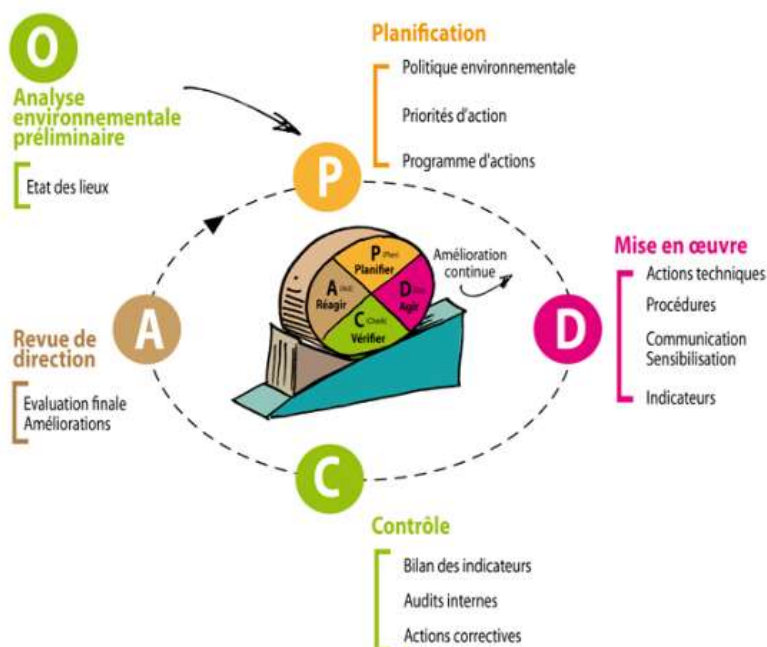 O
Analyse
environnementale
préliminaire
Etat des lieux
Planification
Politique environnementale
Priorités d'action
Programme d'actions
P
P (Plan)
Planifier
A (Act)
Réagir
D (Do)
Agir
C (Check)
Vérifier
Amélioration
continue
Mise en œuvre
Actions techniques
Procédures
Communication
Sensibilisation
Indicateurs
D
A
Revue de
direction
Evaluation finale
Améliorations
C
Contrôle
Bilan des indicateurs
Audits internes
Actions correctives